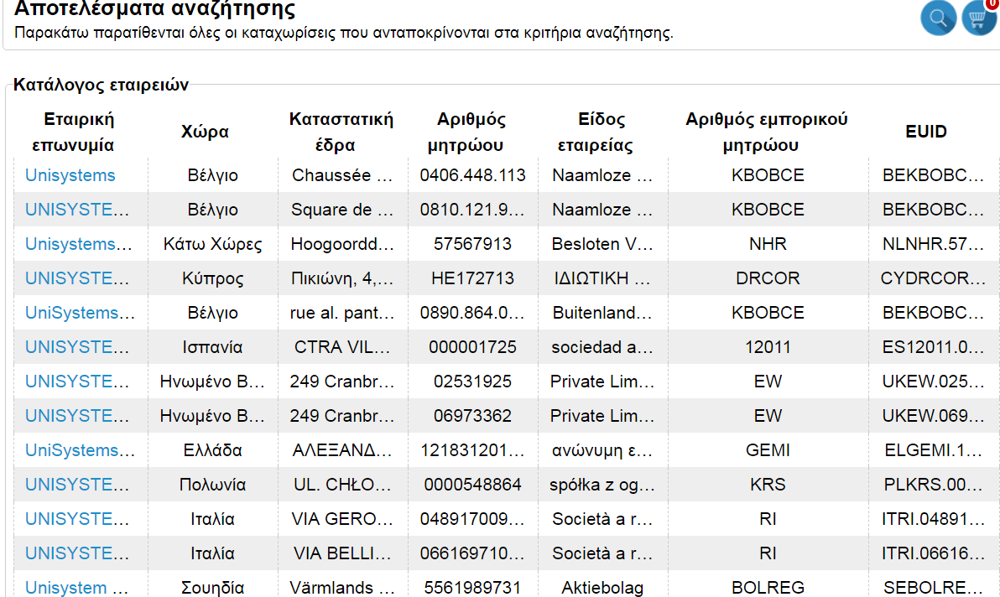 Αποτελέσματα αναζήτησης
0
Παρακάτω παρατίθενται όλες οι καταχωρίσεις που ανταποκρίνονται στα κριτήρια αναζήτησης.
Κατάλογος εταιρειών
Εταιρική επωνυμία Χώρα Καταστατική έδρα Αριθμός μητρώου Είδος εταιρείας Αριθμός εμπορικού μητρώου EUID
Unisystems Βέλγιο Chaussée ... 0406.448.113 Naamloze ... KBOBCE BEKBOBC...
UNISYSTE... Βέλγιο Square de ... 0810.121.9... Naamloze ... KBOBCE BEKBOBC...
Unisystems... Κάτω Χώρες Hoogoordd... 57567913 Besloten V... NHR NLNHR.57...
UNISYSTE... Κύπρος Πικιώνη, 4,... HE172713 ΙΔΙΩΤΙΚΗ ... DRCOR CYDRCOR...
UniSystems... Βέλγιο rue al. pant... 0890.864.0... Buitenland... KBOBCE BEKBOBC...
UNISYSTE... Ισπανία CTRA VIL... 000001725 sociedad a... 12011 ES12011.0...
UNISYSTE... Ηνωμένο Β... 249 Cranbr... 02531925 Private Lim... EW UKEW.025...
UNISYSTE... Ηνωμένο Β... 249 Cranbr... 06973362 Private Lim... EW UKEW.069...
UniSystems... Ελλάδα ΑΛΕΞΑΝΔ... 121831201... ανώνυμη ε... GEMI ELGEMI.1...
UNISYSTE... Πολωνία UL. CHŁO... 0000548864 spółka z og... KRS PLKRS.00...
UNISYSTE... Ιταλία VIA GERO... 048917009... Società a r... RI ITRI.04891...
UNISYSTE... Ιταλία VIA BELLI... 066169710... Società a r... RI ITRI.06616...
Unisystem ... Σουηδία Värmlands ... 5561989731 Aktiebolag BOLREG SEBOLRE...